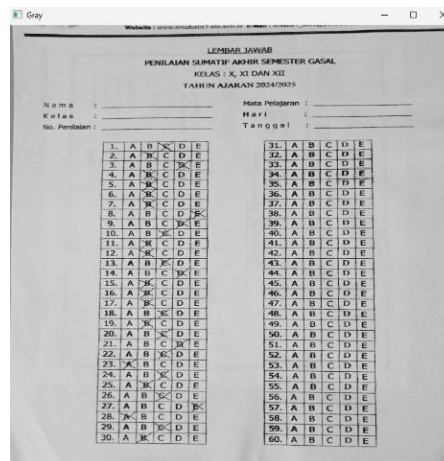 Gray
LEMBAR JAWAB
PENILAIAN SUMATIF AKHIR SEMESTER GASAL
KELAS : X, XI DAN XII
TAHUN AJARAN 2024/2025
Nama :
Mata Pelajaran :
Kelas :
Hari :
No. Penilaian :
Tanggal :
1. A B C D E
2. A B C D E
3. A B C D E
4. A B C D E
5. A B C D E
6. A B C D E
7. A B C D E
8. A B C D E
9. A B C D E
10. A B C D E
11. A B C D E
12. A B C D E
13. A B C D E
14. A B C D E
15. A B C D E
16. A B C D E
17. A B C D E
18. A B C D E
19. A B C D E
20. A B C D E
21. A B C D E
22. A B C D E
23. A B C D E
24. A B C D E
25. A B C D E
26. A B C D E
27. A B C D E
28. A B C D E
29. A B C D E
30. A B C D E
31. A B C D E
32. A B C D E
33. A B C D E
34. A B C D E
35. A B C D E
36. A B C D E
37. A B C D E
38. A B C D E
39. A B C D E
40. A B C D E
41. A B C D E
42. A B C D E
43. A B C D E
44. A B C D E
45. A B C D E
46. A B C D E
47. A B C D E
48. A B C D E
49. A B C D E
50. A B C D E
51. A B C D E
52. A B C D E
53. A B C D E
54. A B C D E
55. A B C D E
56. A B C D E
57. A B C D E
58. A B C D E
59. A B C D E
60. A B C D E